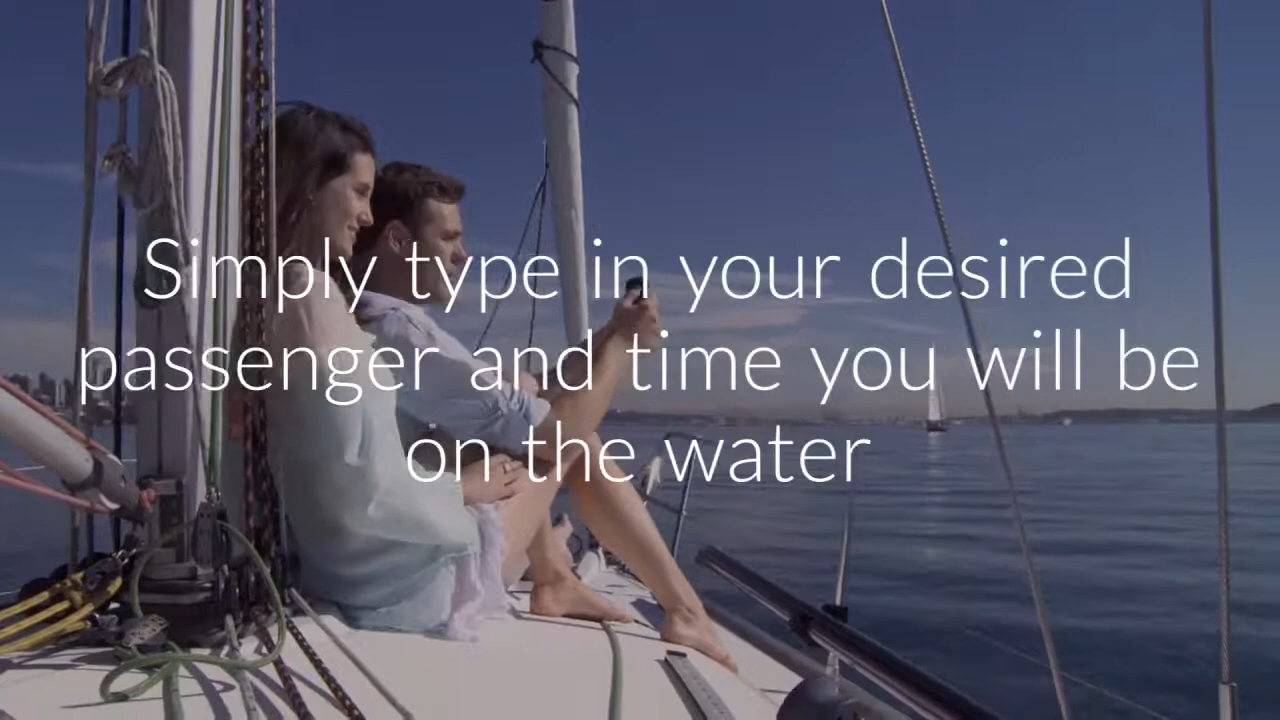 Simply type in your desired
passenger and time you will be
on the water